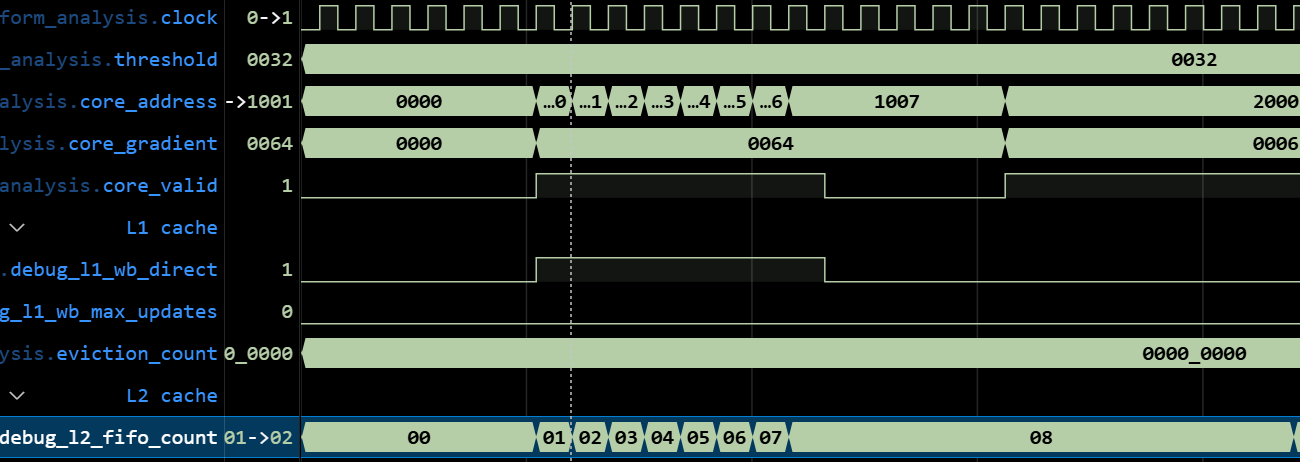 form_analysis.clock 0->1
_analysis.threshold 0032 0032
alysis.core_address ->1001 0000 …0 …1 …2 …3 …4 …5 …6 1007 2000
lysis.core_gradient 0064 0000 0064 0006
analysis.core_valid 1
L1 cache
.debug_l1_wb_direct 1
g_l1_wb_max_updates 0
ysis.eviction_count 0_0000 0000_0000
L2 cache
debug_l2_fifo_count 01->02 00 01 02 03 04 05 06 07 08